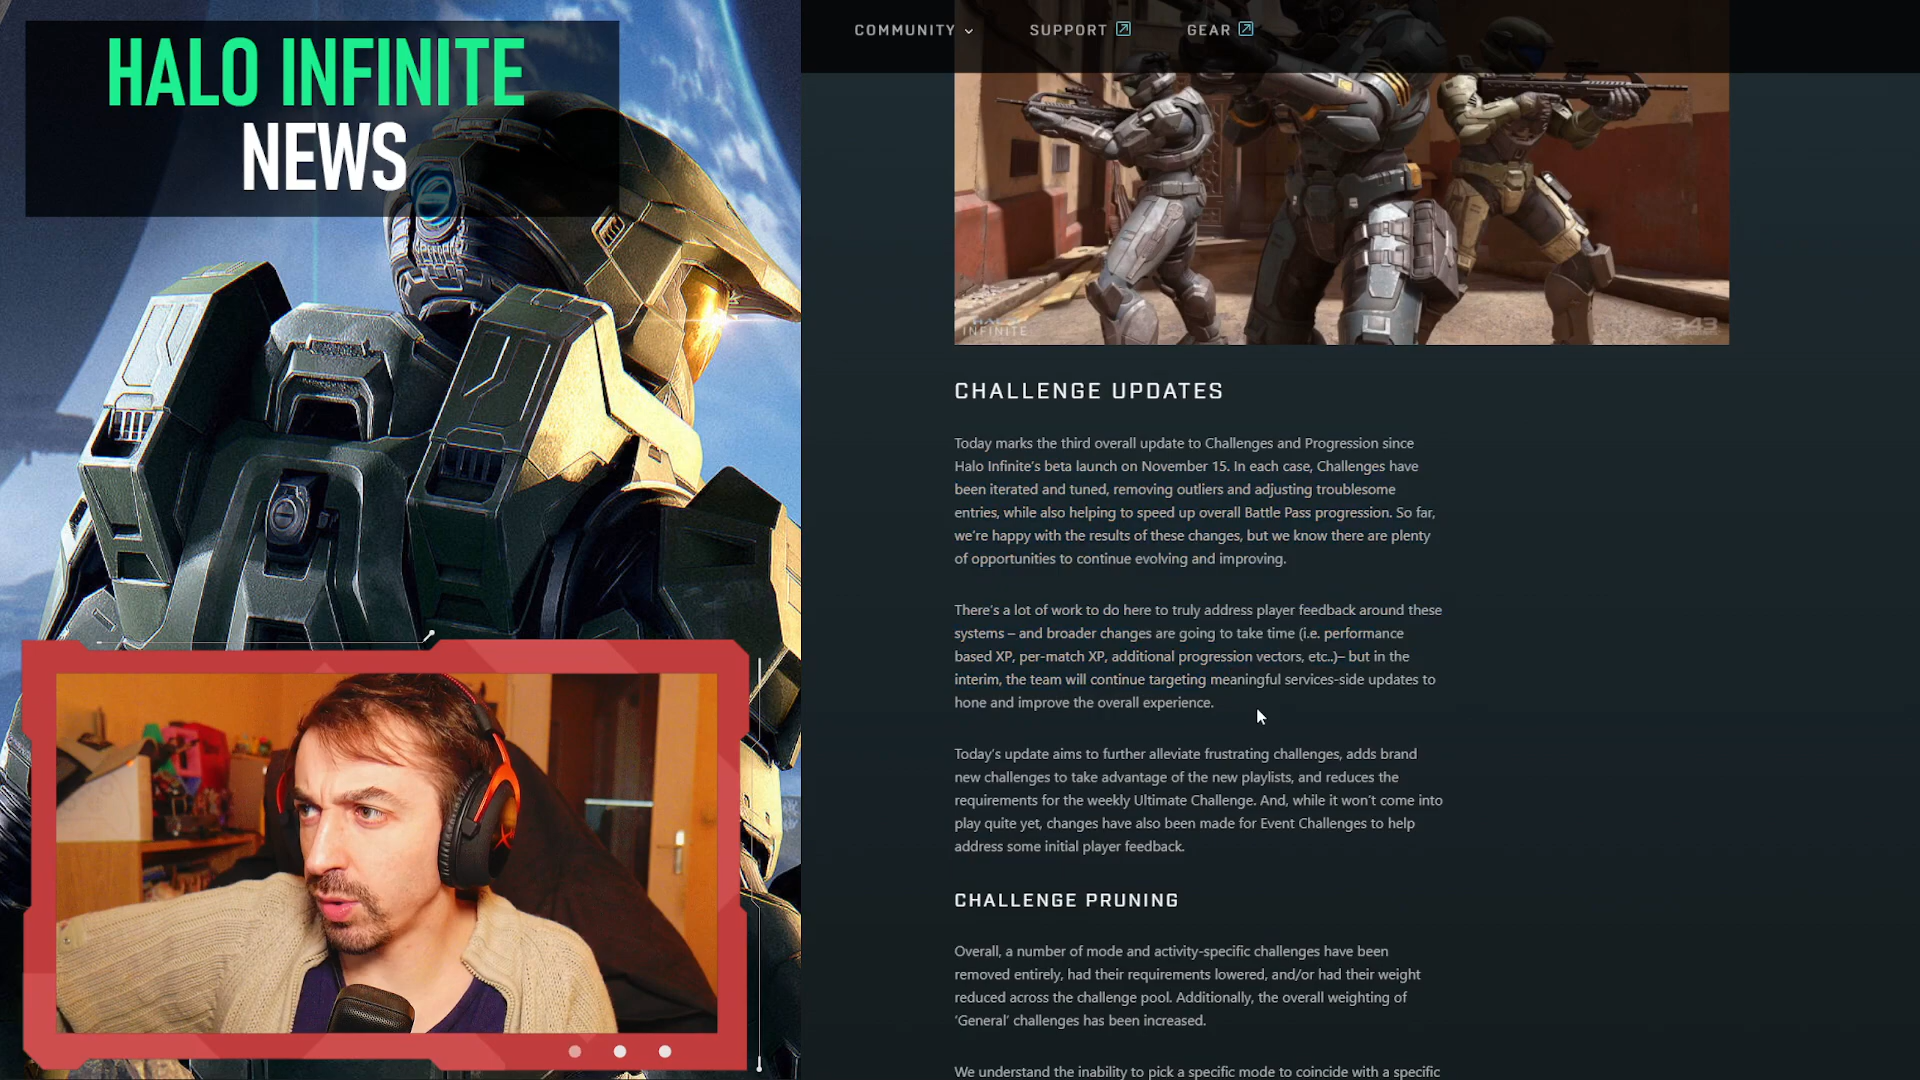 HALO INFINITE
NEWS
COMMUNITY
SUPPORT
GEAR
INFINITE
343
CHALLENGE UPDATES
Today marks the third overall update to Challenges and Progression since
Halo Infinite's beta launch on November 15. In each case, Challenges have
been iterated and tuned, removing outliers and adjusting troublesome
entries, while also helping to speed up overall Battle Pass progression. So far,
we're happy with the results of these changes, but we know there are plenty
of opportunities to continue evolving and improving.
There's a lot of work to do here to truly address player feedback around these
systems – and broader changes are going to take time (i.e. performance
based XP, per-match XP, additional progression vectors, etc..)– but in the
interim, the team will continue targeting meaningful services-side updates to
hone and improve the overall experience.
Today's update aims to further alleviate frustrating challenges, adds brand
new challenges to take advantage of the new playlists, and reduces the
requirements for the weekly Ultimate Challenge. And, while it won't come into
play quite yet, changes have also been made for Event Challenges to help
address some initial player feedback.
CHALLENGE PRUNING
Overall, a number of mode and activity-specific challenges have been
removed entirely, had their requirements lowered, and/or had their weight
reduced across the challenge pool. Additionally, the overall weighting of
'General' challenges has been increased.
We understand the inability to pick a specific mode to coincide with a specific